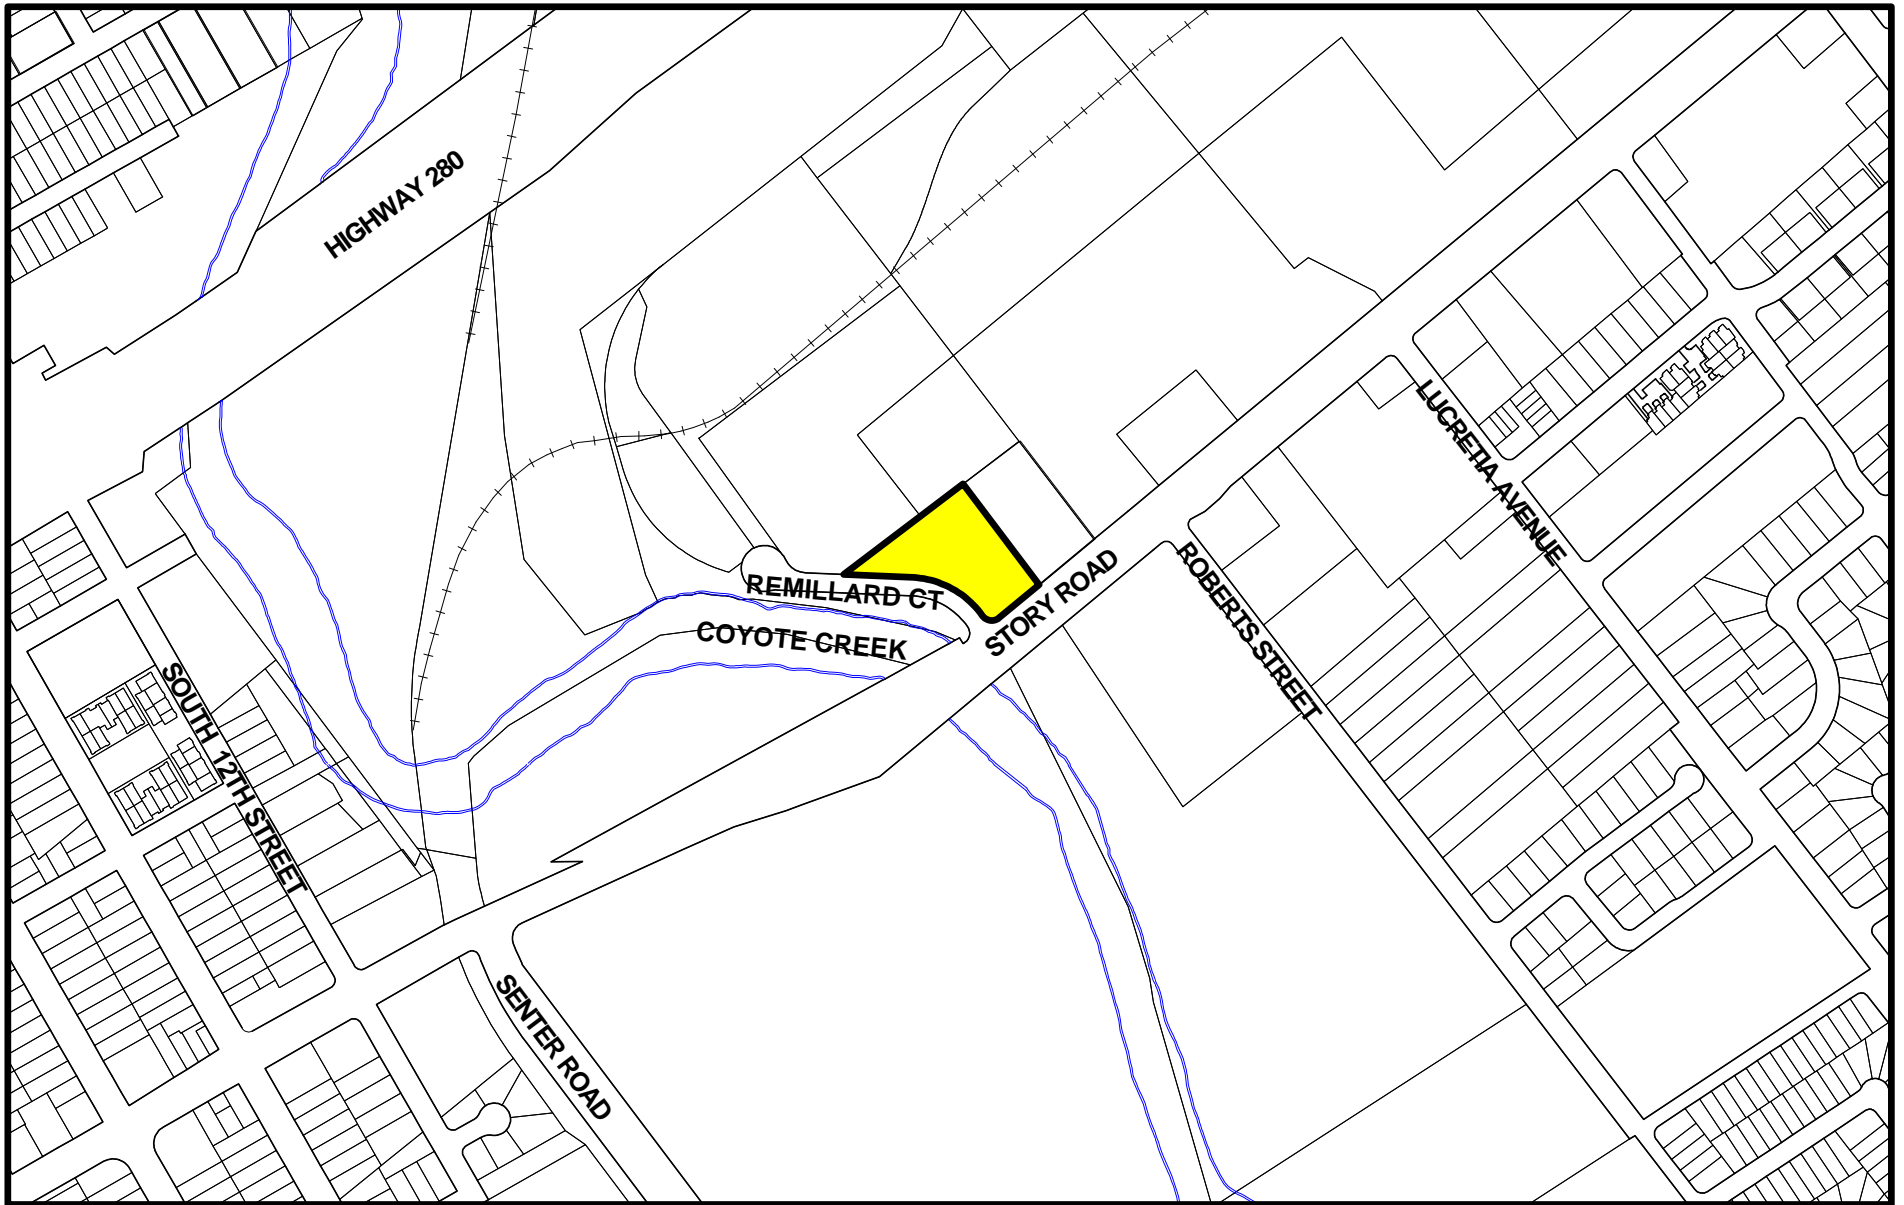 HIGHWAY 280
LUCRETIA AVENUE
REMILLARD CT
STORY ROAD
ROBERTS STREET
COYOTE CREEK
SOUTH 12TH STREET
SENTER ROAD